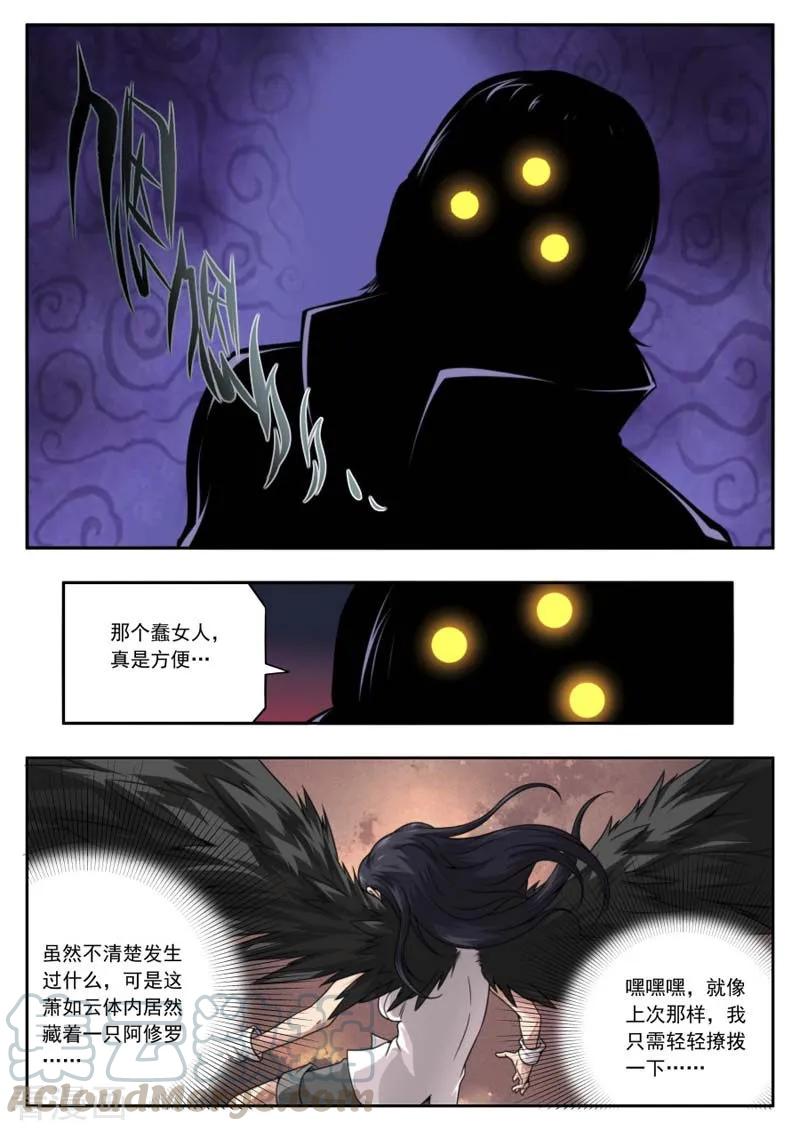 嗯嗯
那个蠢女人，
真是方便…
虽然不清楚发生
过什么，可是这
萧如云体内居然
藏着一只阿修罗
……
嘿嘿嘿，就像
上次那样，我
只需轻轻撩拨
一下……
ACloudMerge.com